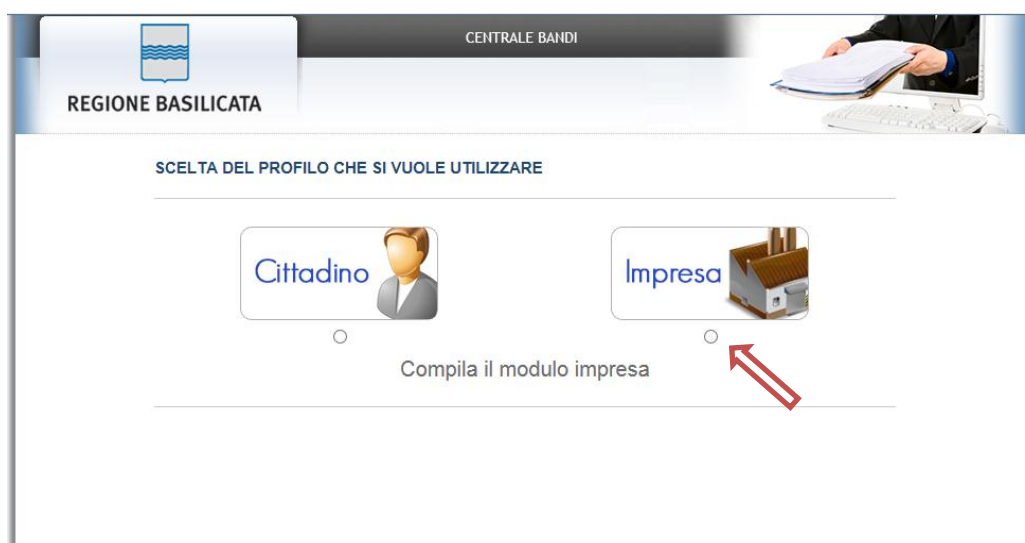 CENTRALE BANDI
REGIONE BASILICATA
SCELTA DEL PROFILO CHE SI VUOLE UTILIZZARE
Cittadino
Impresa
Compila il modulo impresa